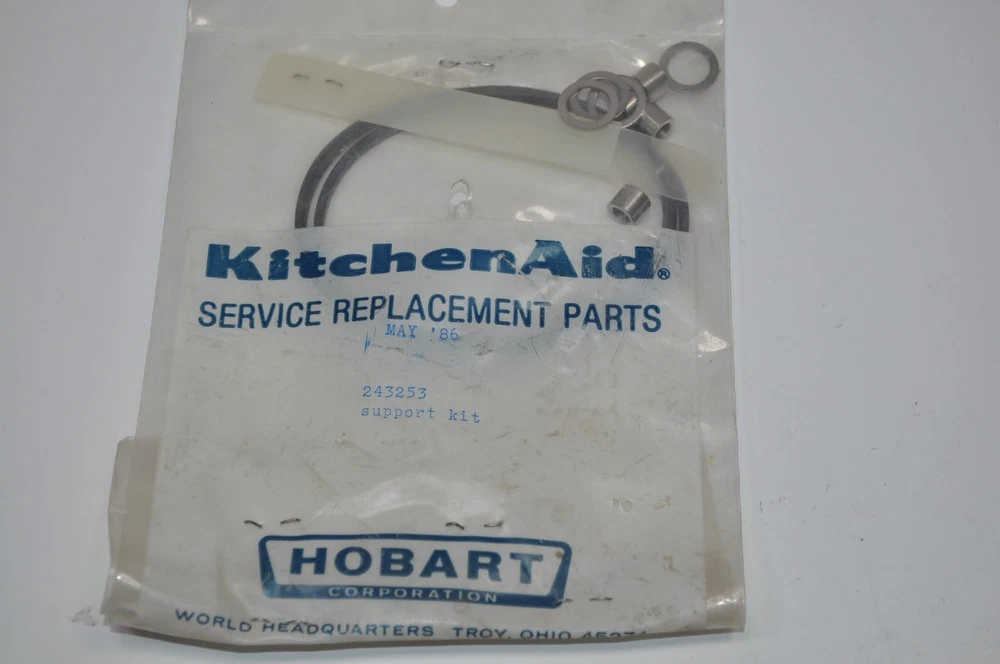 KitchenAid®
SERVICE REPLACEMENT PARTS
MAY '86
243253
support kit
HOBART
CORPORATION
WORLD HEADQUARTERS TROY, OHIO